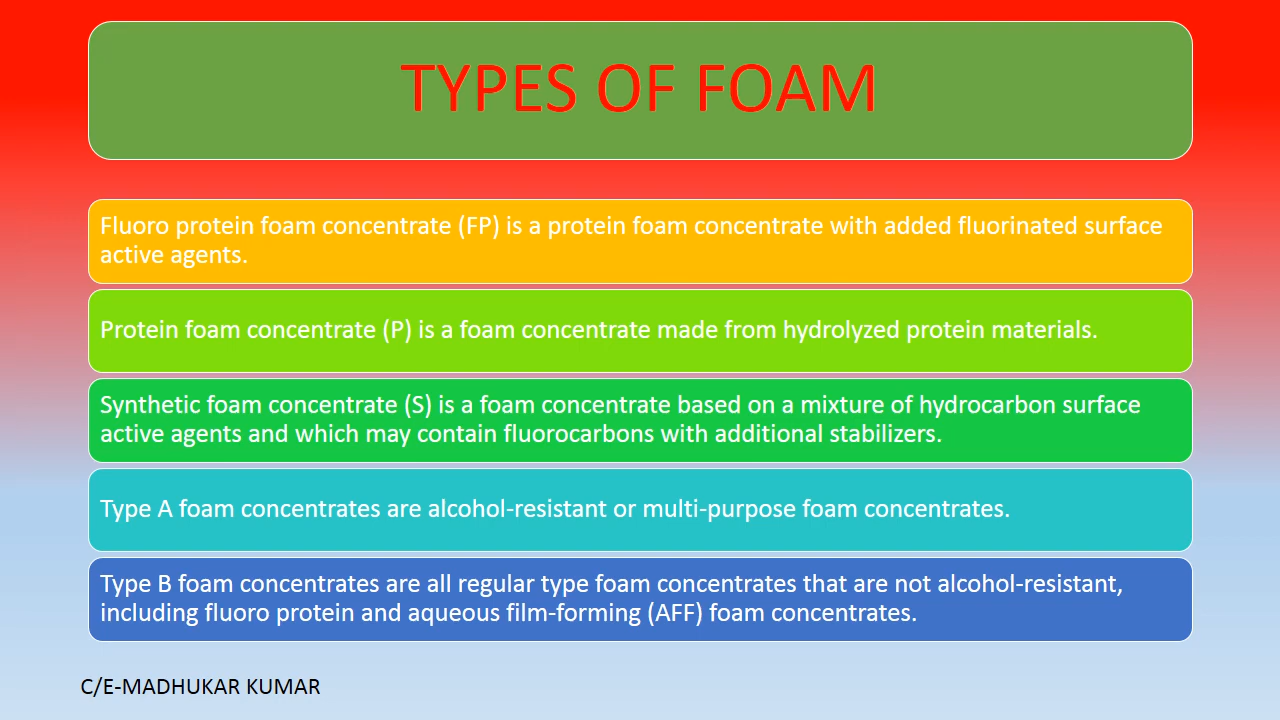 TYPES OF FOAM
Fluoro protein foam concentrate (FP) is a protein foam concentrate with added fluorinated surface
active agents.
Protein foam concentrate (P) is a foam concentrate made from hydrolyzed protein materials.
Synthetic foam concentrate (S) is a foam concentrate based on a mixture of hydrocarbon surface
active agents and which may contain fluorocarbons with additional stabilizers.
Type A foam concentrates are alcohol-resistant or multi-purpose foam concentrates.
Type B foam concentrates are all regular type foam concentrates that are not alcohol-resistant,
including fluoro protein and aqueous film-forming (AFF) foam concentrates.
C/E-MADHUKAR KUMAR